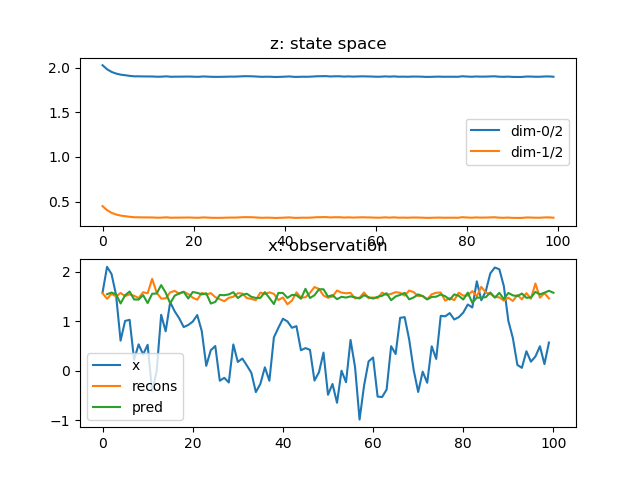 z: state space
2.0
1.5
1.0
0.5
dim-0/2
dim-1/2
0 20 40 60 80 100
x: observation
2
1
0
−1
x
recons
pred
0 20 40 60 80 100